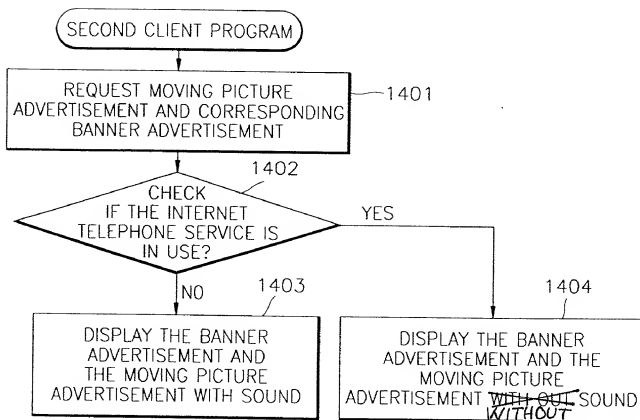 SECOND CLIENT PROGRAM
REQUEST MOVING PICTURE
ADVERTISEMENT AND CORRESPONDING
BANNER ADVERTISEMENT
1401
1402
CHECK
IF THE INTERNET
TELEPHONE SERVICE IS
IN USE?
YES
NO
1403
DISPLAY THE BANNER
ADVERTISEMENT AND
THE MOVING PICTURE
ADVERTISEMENT WITH SOUND
1404
DISPLAY THE BANNER
ADVERTISEMENT AND THE
MOVING PICTURE
ADVERTISEMENT WITH OUT SOUND
WITHOUT